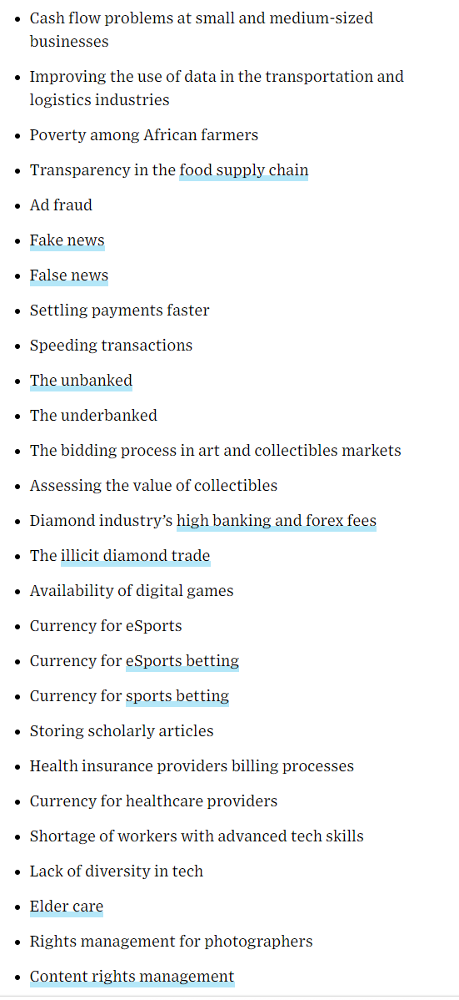 • Cash flow problems at small and medium-sized
businesses
• Improving the use of data in the transportation and
logistics industries
• Poverty among African farmers
• Transparency in the food supply chain
• Ad fraud
• Fake news
• False news
• Settling payments faster
• Speeding transactions
• The unbanked
• The underbanked
• The bidding process in art and collectibles markets
• Assessing the value of collectibles
• Diamond industry’s high banking and forex fees
• The illicit diamond trade
• Availability of digital games
• Currency for eSports
• Currency for eSports betting
• Currency for sports betting
• Storing scholarly articles
• Health insurance providers billing processes
• Currency for healthcare providers
• Shortage of workers with advanced tech skills
• Lack of diversity in tech
• Elder care
• Rights management for photographers
• Content rights management